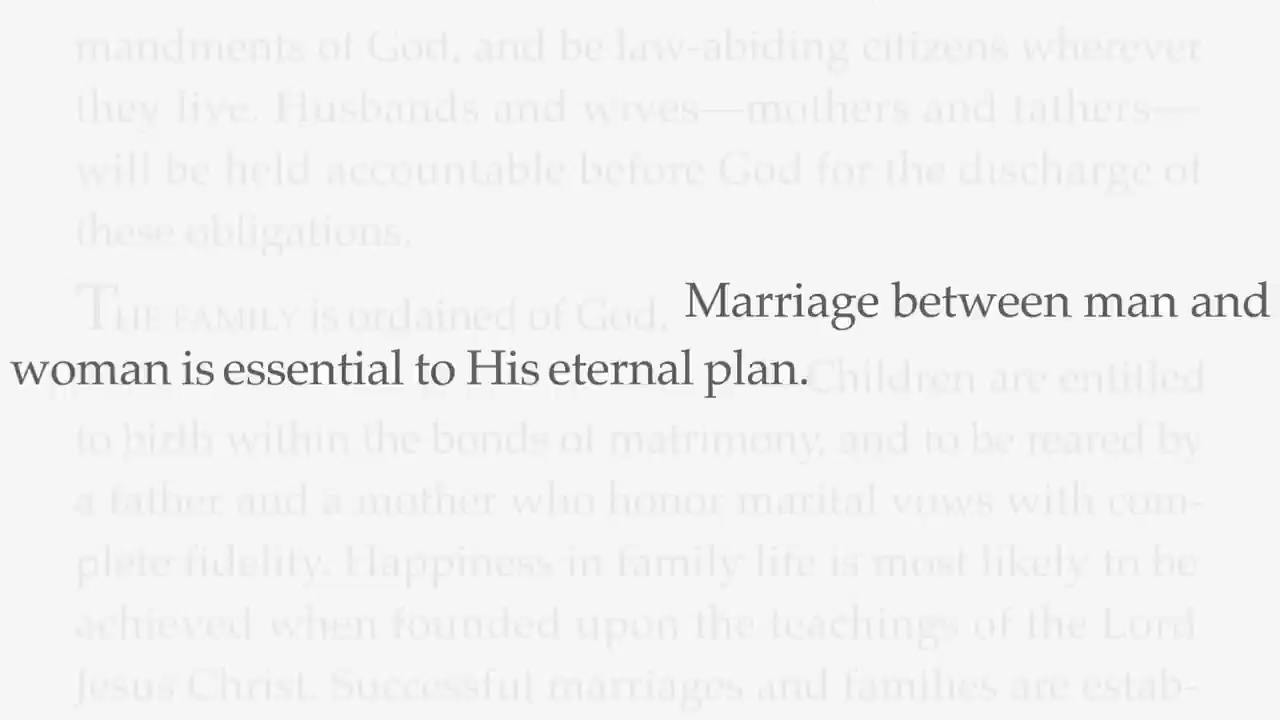 mandments of God, and be law-abiding citizens wherever
they live. Husbands and wives—mothers and fathers—
will be held accountable before God for the discharge of
these obligations.
THE FAMILY is ordained of God. Marriage between man and
woman is essential to His eternal plan. Children are entitled
to birth within the bonds of matrimony, and to be reared by
a father and a mother who honor marital vows with com-
plete fidelity. Happiness in family life is most likely to be
achieved when founded upon the teachings of the Lord
Jesus Christ. Successful marriages and families are estab-